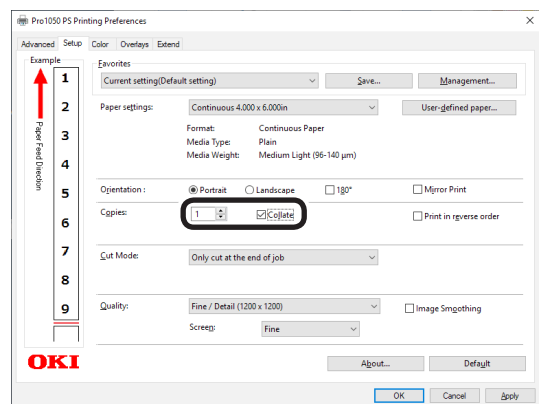 Pro1050 PS Printing Preferences
Advanced Setup Color Overlays Extend
Example
1
2
3
4
5
6
7
8
9
Paper Feed Direction
OKI
Favorites
Current setting(Default setting) Save... Management...
Paper settings: Continuous 4.000 x 6.000in User-defined paper...
Format: Continuous Paper
Media Type: Plain
Media Weight: Medium Light (96-140 μm)
Orientation : Portrait Landscape 180° Mirror Print
Copies: 1 Collate Print in reverse order
Cut Mode: Only cut at the end of job
Quality: Fine / Detail (1200 x 1200) Image Smoothing
Screen: Fine
About... Default
OK Cancel Apply